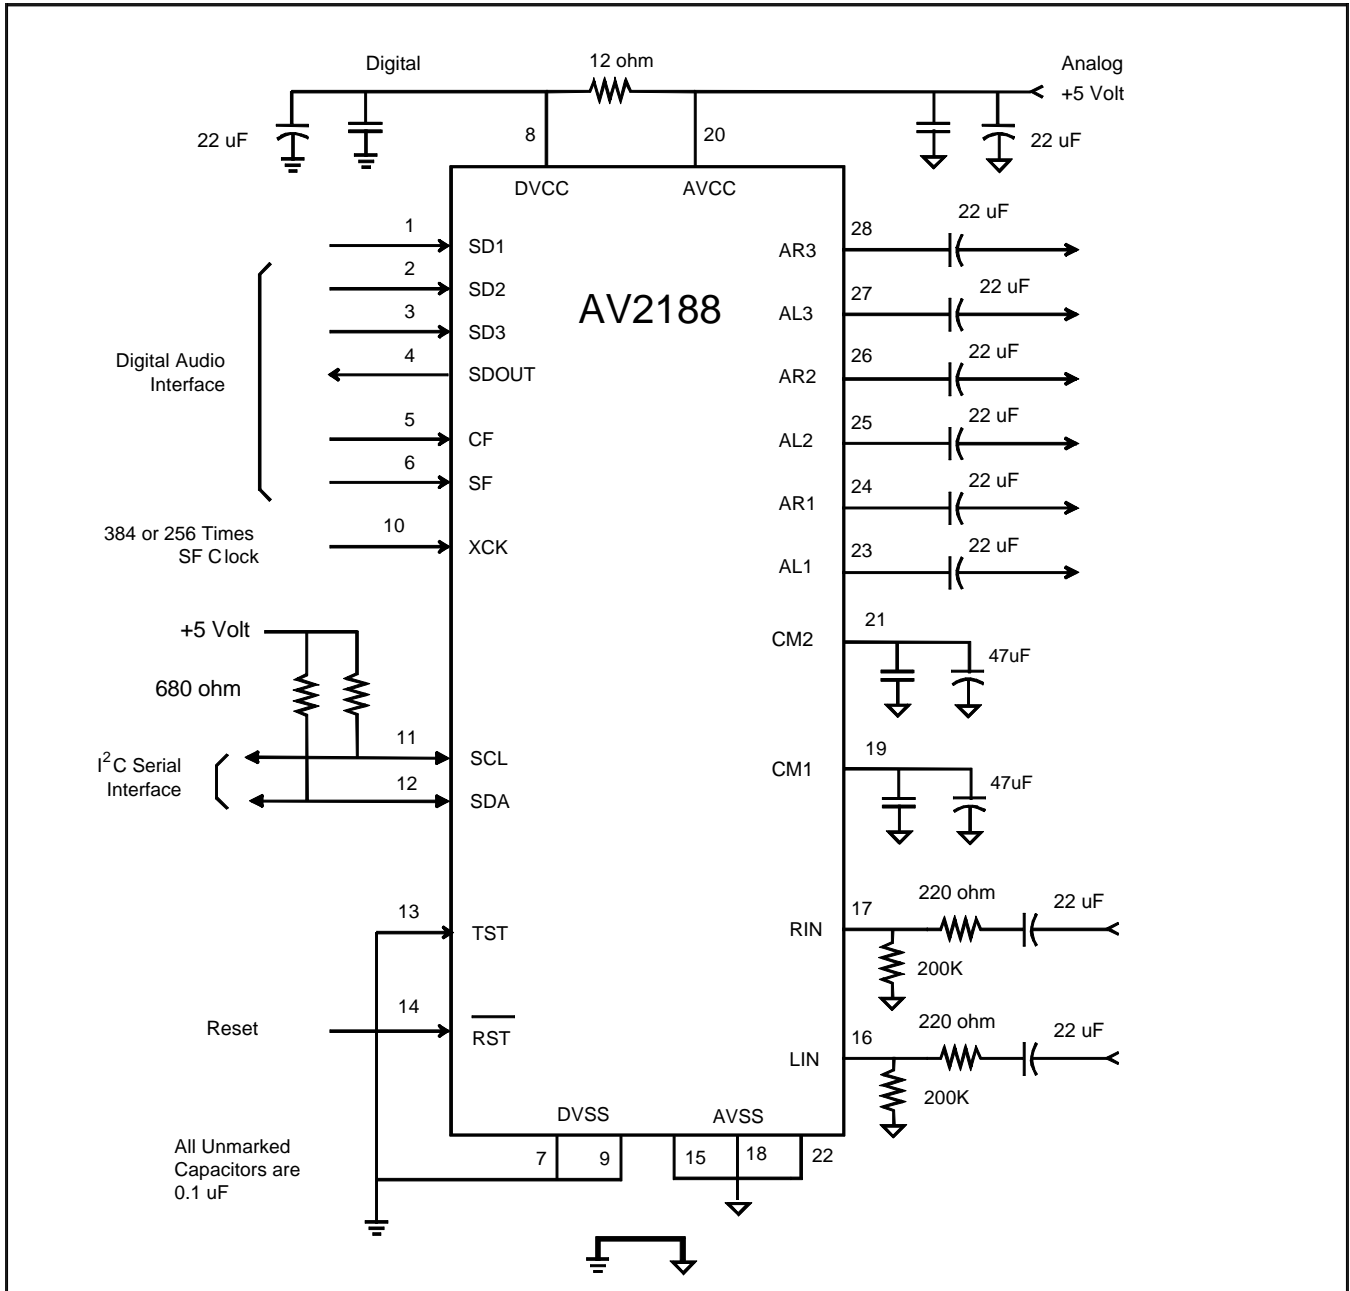 Digital
12 ohm
Analog
+5 Volt
22 uF
8
20
22 uF
DVCC
AVCC
1
SD1
2
SD2
3
SD3
4
SDOUT
5
CF
6
SF
Digital Audio
Interface
10
XCK
384 or 256 Times
SF Clock
AV2188
28
22 uF
AR3
27
22 uF
AL3
26
22 uF
AR2
25
22 uF
AL2
24
22 uF
AR1
23
22 uF
AL1
21
CM2
47uF
19
CM1
47uF
+5 Volt
680 ohm
11
SCL
I2C Serial
Interface
12
SDA
13
TST
14
Reset
RST
17
220 ohm
22 uF
RIN
200K
16
220 ohm
22 uF
LIN
200K
DVSS
AVSS
7
9
15
18
22
All Unmarked
Capacitors are
0.1 uF